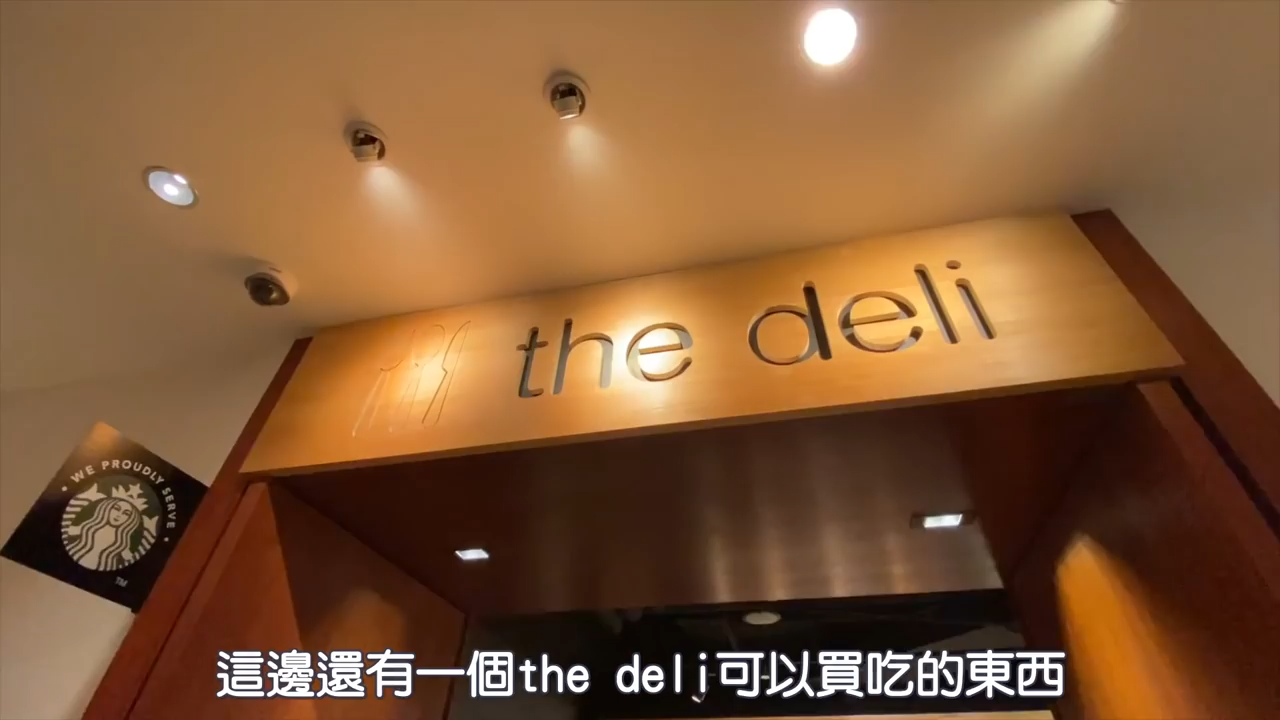 the deli
• WE PROUDLY SERVE •
TM
這邊還有一個the deli可以買吃的東西